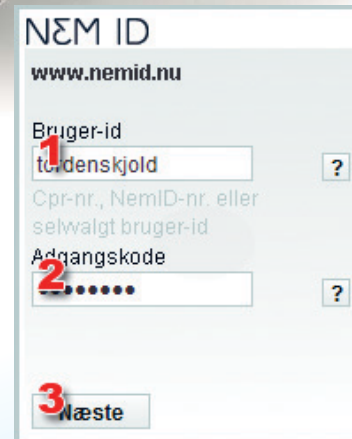 NEM ID
www.nemid.nu
Bruger-id
1
tordenskjold
?
Cpr-nr., NemID-nr. eller
selvvalgt bruger-id
Adgangskode
2
••••••••
?
3
Næste